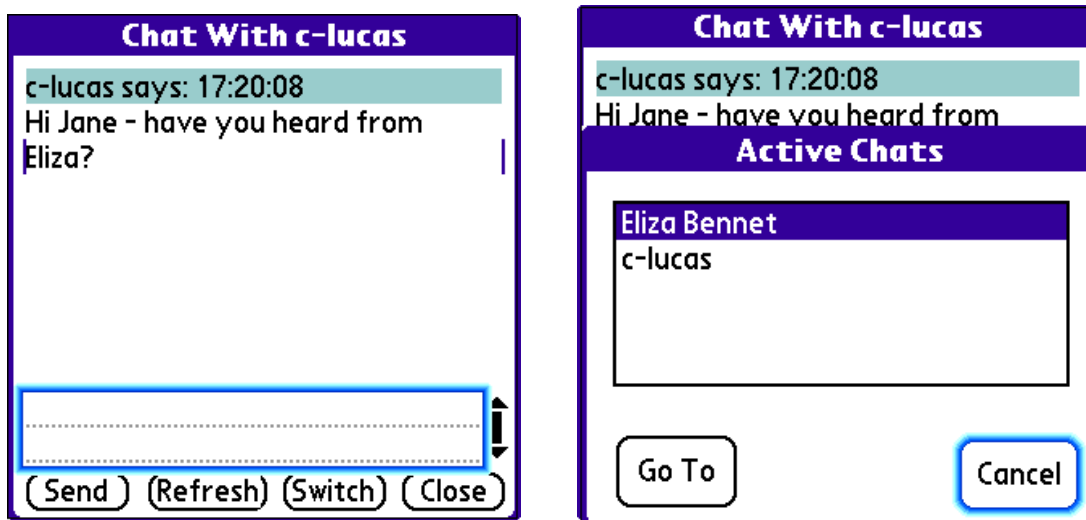 Chat With c-lucas
c-lucas says: 17:20:08
Hi Jane - have you heard from
Eliza?
Send
Refresh
Switch
Close
Chat With c-lucas
c-lucas says: 17:20:08
Hi Jane - have you heard from
Active Chats
Eliza Bennet
c-lucas
Go To
Cancel